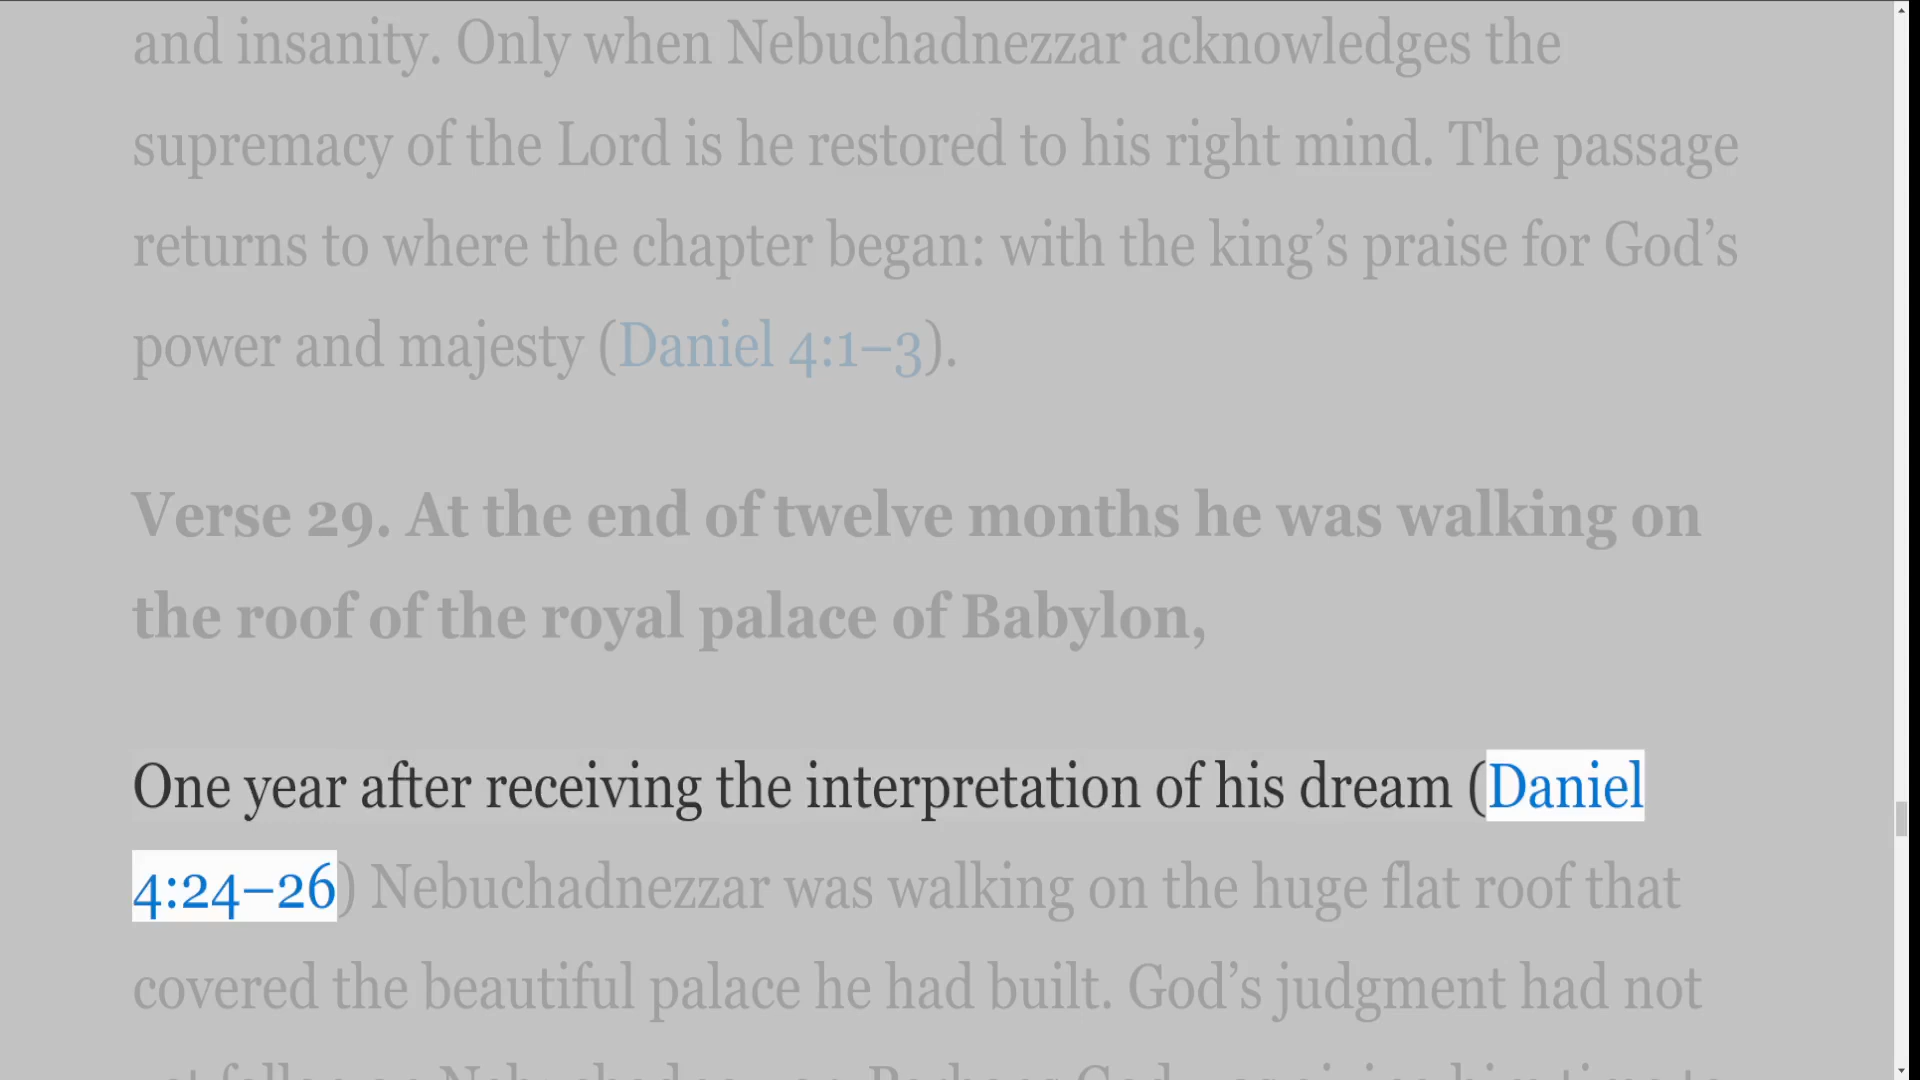 and insanity. Only when Nebuchadnezzar acknowledges the
supremacy of the Lord is he restored to his right mind. The passage
returns to where the chapter began: with the king’s praise for God’s
power and majesty (Daniel 4:1–3).
Verse 29. At the end of twelve months he was walking on
the roof of the royal palace of Babylon,
One year after receiving the interpretation of his dream (Daniel
4:24–26) Nebuchadnezzar was walking on the huge flat roof that
covered the beautiful palace he had built. God’s judgment had not